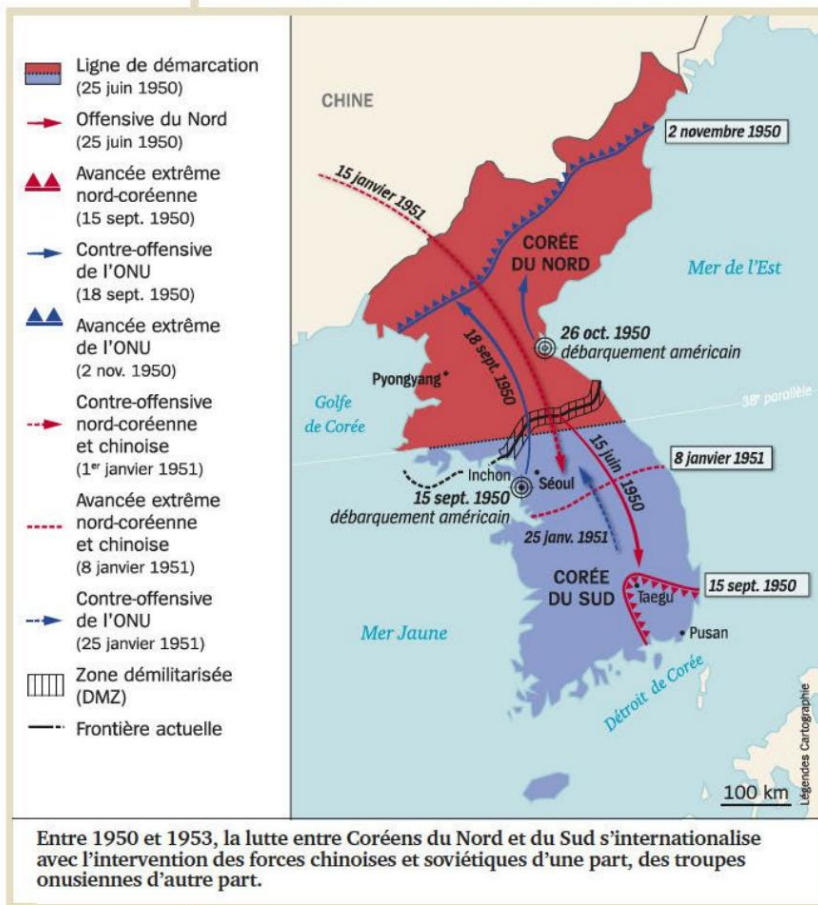 Ligne de démarcation
(25 juin 1950)
Offensive du Nord
(25 juin 1950)
Avancée extrême
nord-coréenne
(15 sept. 1950)
Contre-offensive
de l'ONU
(18 sept. 1950)
Avancée extrême
de l'ONU
(2 nov. 1950)
Contre-offensive
nord-coréenne
et chinoise
(1er janvier 1951)
Avancée extrême
nord-coréenne
et chinoise
(8 janvier 1951)
Contre-offensive
de l'ONU
(25 janvier 1951)
Zone démilitarisée
(DMZ)
Frontière actuelle
CHINE
2 novembre 1950
15 janvier 1951
CORÉE
DU NORD
Mer de l'Est
26 oct. 1950
débarquement américain
18 sept. 1950
Pyongyang
Golfe
de Corée
38e parallèle
15 juin 1950
8 janvier 1951
Inchon
Séoul
15 sept. 1950
débarquement américain
25 janv. 1951
CORÉE
DU SUD
15 sept. 1950
Taegu
Pusan
Mer Jaune
Détroit de Corée
100 km
Légendes Cartographie
Entre 1950 et 1953, la lutte entre Coréens du Nord et du Sud s'internationalise
avec l'intervention des forces chinoises et soviétiques d'une part, des troupes
onusiennes d'autre part.